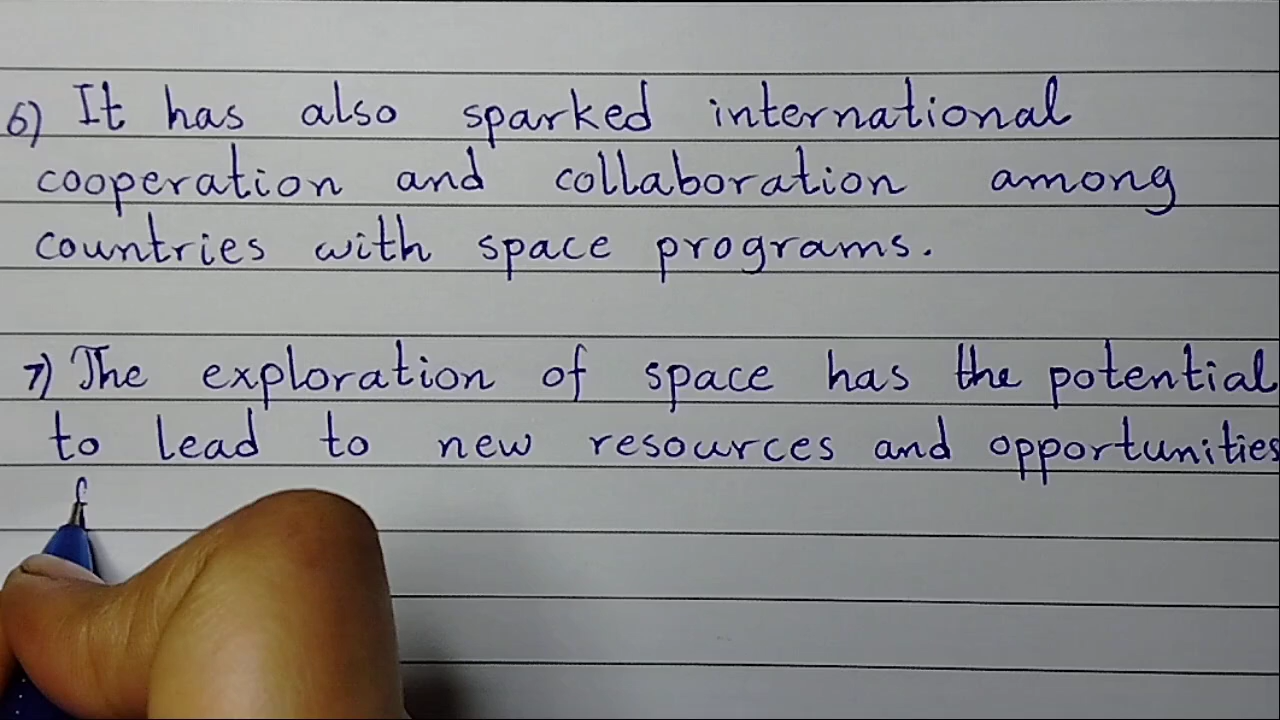 6) It has also sparked international
cooperation and collaboration among
countries with space programs.
7) The exploration of space has the potential
to lead to new resources and opportunities
f